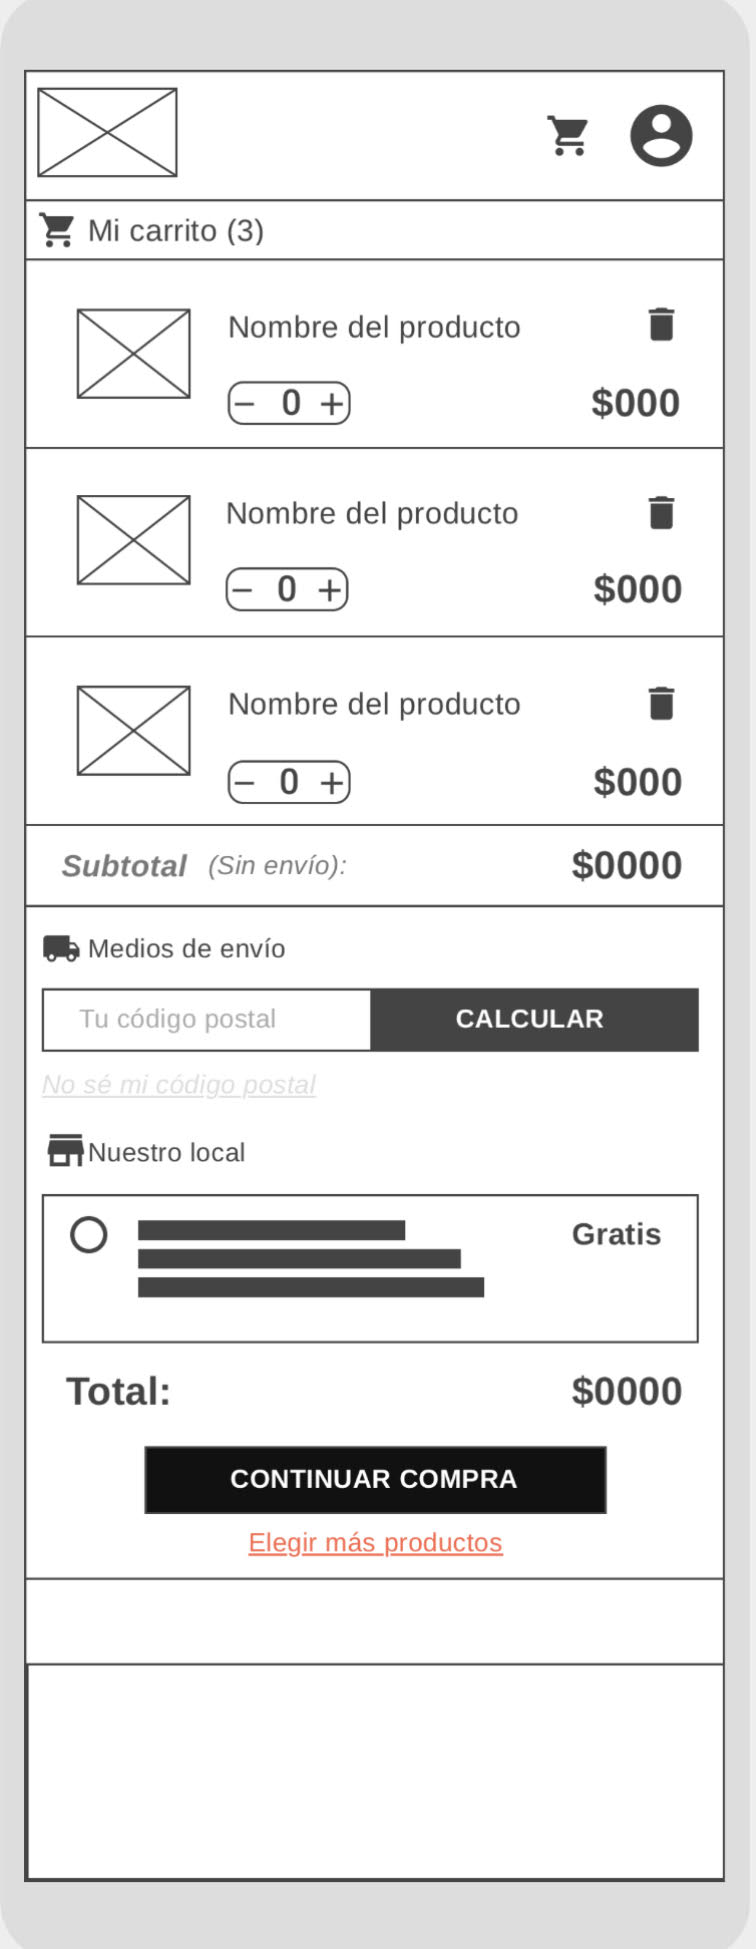 Mi carrito (3)
Nombre del producto
− 0 +
$000
Nombre del producto
− 0 +
$000
Nombre del producto
− 0 +
$000
Subtotal (Sin envío): $0000
Medios de envío
Tu código postal CALCULAR
No sé mi código postal
Nuestro local
Gratis
Total: $0000
CONTINUAR COMPRA
Elegir más productos